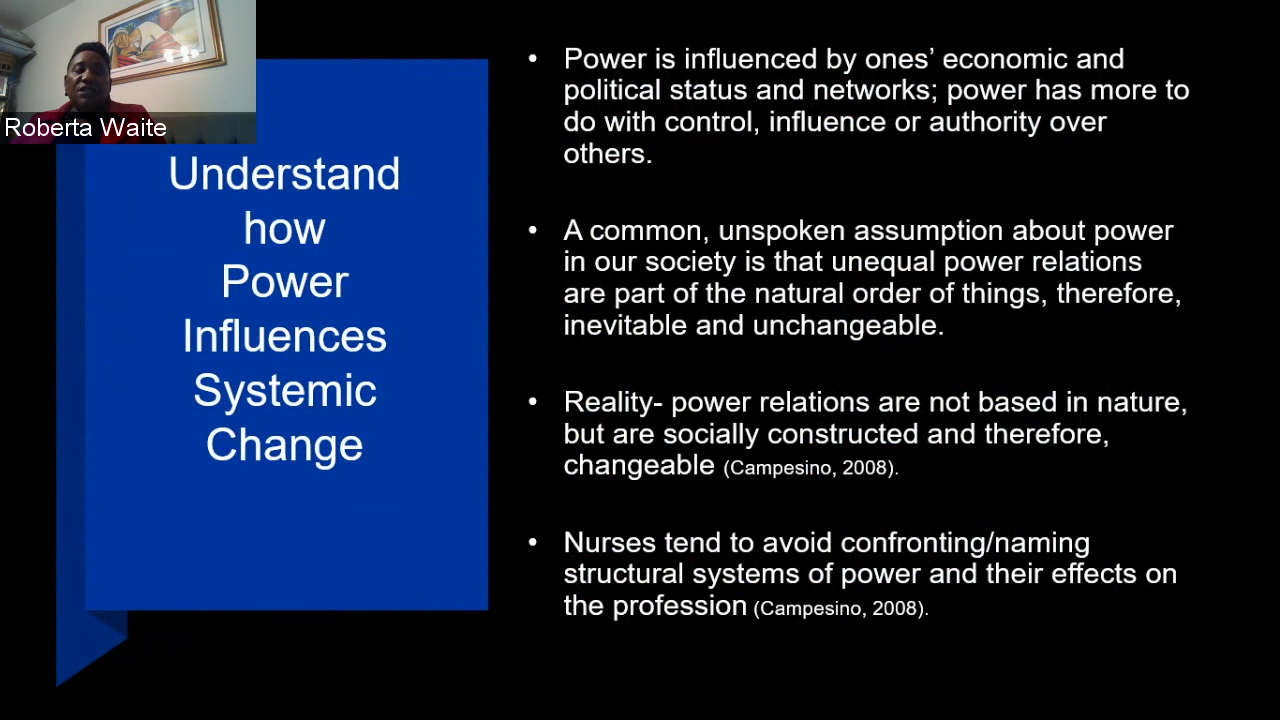 Roberta Waite
Understand
how
Power
Influences
Systemic
Change
• Power is influenced by ones’ economic and
political status and networks; power has more to
do with control, influence or authority over
others.
• A common, unspoken assumption about power
in our society is that unequal power relations
are part of the natural order of things, therefore,
inevitable and unchangeable.
• Reality- power relations are not based in nature,
but are socially constructed and therefore,
changeable (Campesino, 2008).
• Nurses tend to avoid confronting/naming
structural systems of power and their effects on
the profession (Campesino, 2008).